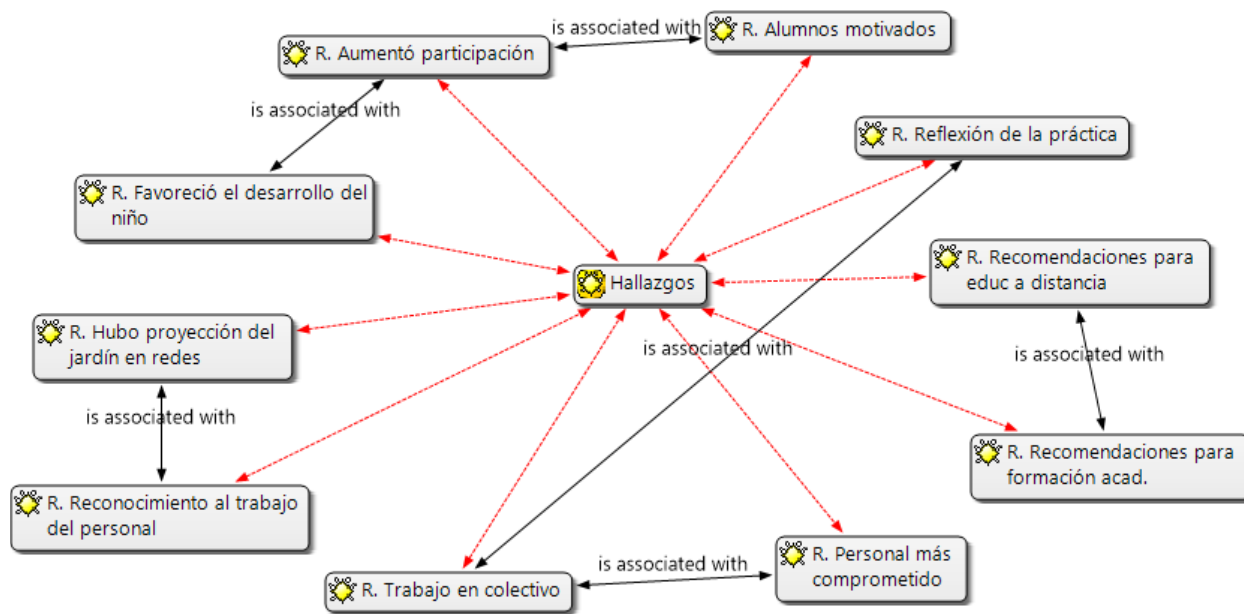 is associated with
R. Alumnos motivados
R. Aumentó participación
is associated with
R. Reflexión de la práctica
R. Favoreció el desarrollo del
niño
R. Recomendaciones para
educ a distancia
Hallazgos
R. Hubo proyección del
jardín en redes
is associated with
is associated with
is associated with
R. Recomendaciones para
formación acad.
R. Reconocimiento al trabajo
del personal
is associated with
R. Personal más
comprometido
R. Trabajo en colectivo